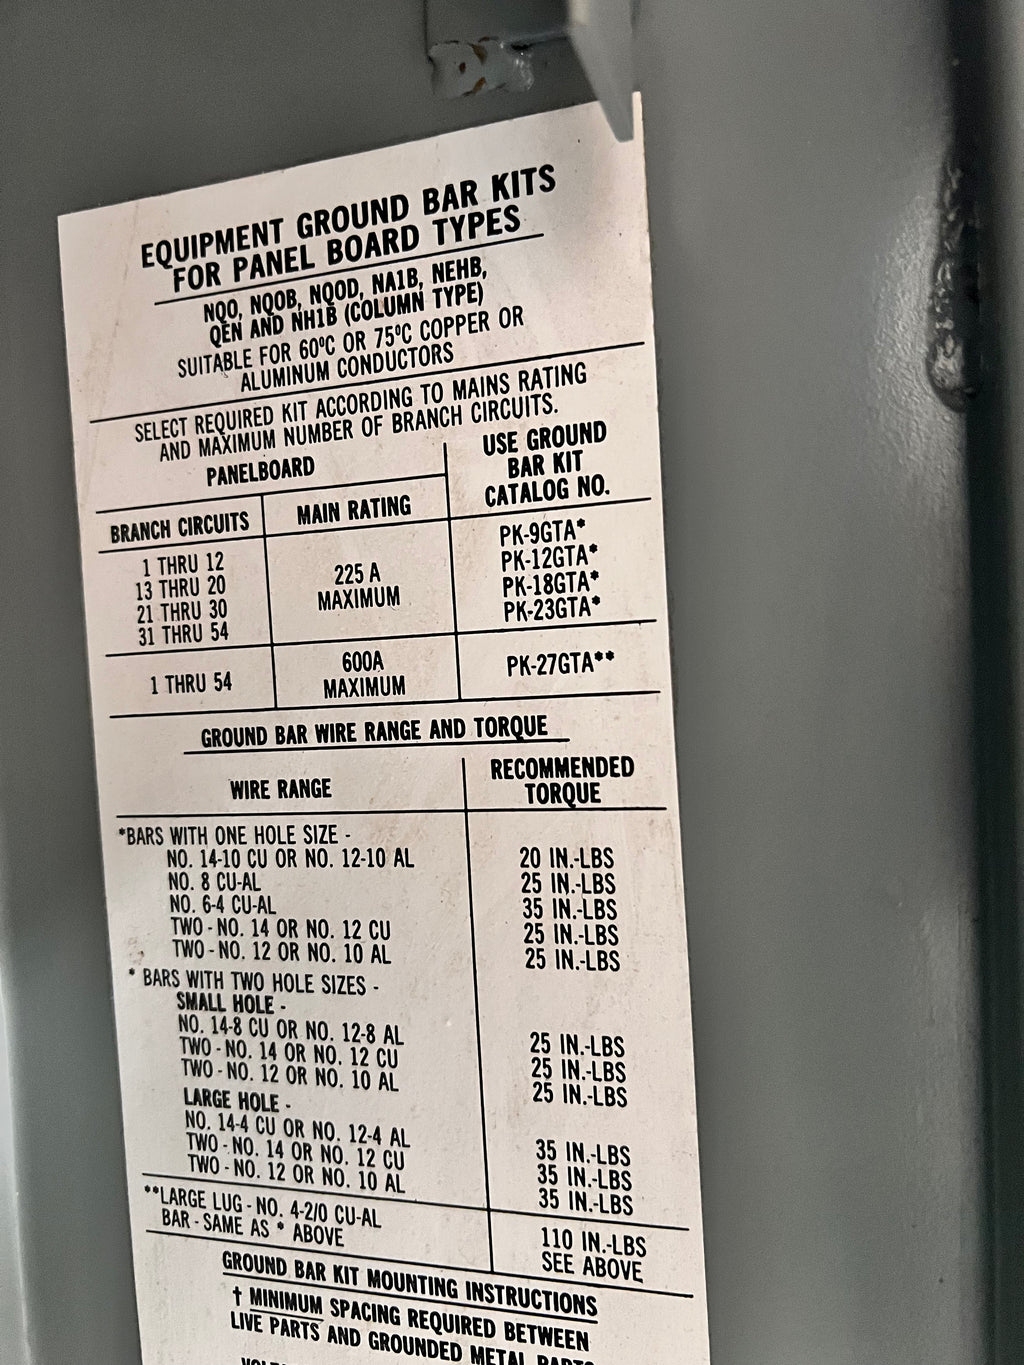 EQUIPMENT GROUND BAR KITS
FOR PANEL BOARD TYPES
NQO, NQOB, NQOD, NA1B, NEHB,
QEN AND NH1B (COLUMN TYPE)
SUITABLE FOR 60ºC OR 75ºC COPPER OR
ALUMINUM CONDUCTORS
SELECT REQUIRED KIT ACCORDING TO MAINS RATING
AND MAXIMUM NUMBER OF BRANCH CIRCUITS.
PANELBOARD
USE GROUND
BAR KIT
CATALOG NO.
BRANCH CIRCUITS MAIN RATING
1 THRU 12 PK-9GTA*
13 THRU 20 PK-12GTA*
21 THRU 30 PK-18GTA*
31 THRU 54 PK-23GTA*
225 A
MAXIMUM
1 THRU 54 600A PK-27GTA**
MAXIMUM
GROUND BAR WIRE RANGE AND TORQUE
WIRE RANGE RECOMMENDED
TORQUE
*BARS WITH ONE HOLE SIZE -
NO. 14-10 CU OR NO. 12-10 AL 20 IN.-LBS
NO. 8 CU-AL 25 IN.-LBS
NO. 6-4 CU-AL 35 IN.-LBS
TWO - NO. 14 OR NO. 12 CU 25 IN.-LBS
TWO - NO. 12 OR NO. 10 AL 25 IN.-LBS
* BARS WITH TWO HOLE SIZES -
SMALL HOLE -
NO. 14-8 CU OR NO. 12-8 AL 25 IN.-LBS
TWO - NO. 14 OR NO. 12 CU 25 IN.-LBS
TWO - NO. 12 OR NO. 10 AL 25 IN.-LBS
LARGE HOLE -
NO. 14-4 CU OR NO. 12-4 AL 35 IN.-LBS
TWO - NO. 14 OR NO. 12 CU 35 IN.-LBS
TWO - NO. 12 OR NO. 10 AL 35 IN.-LBS
**LARGE LUG - NO. 4-2/0 CU-AL 110 IN.-LBS
BAR - SAME AS * ABOVE SEE ABOVE
GROUND BAR KIT MOUNTING INSTRUCTIONS
† MINIMUM SPACING REQUIRED BETWEEN
LIVE PARTS AND GROUNDED METAL PARTS